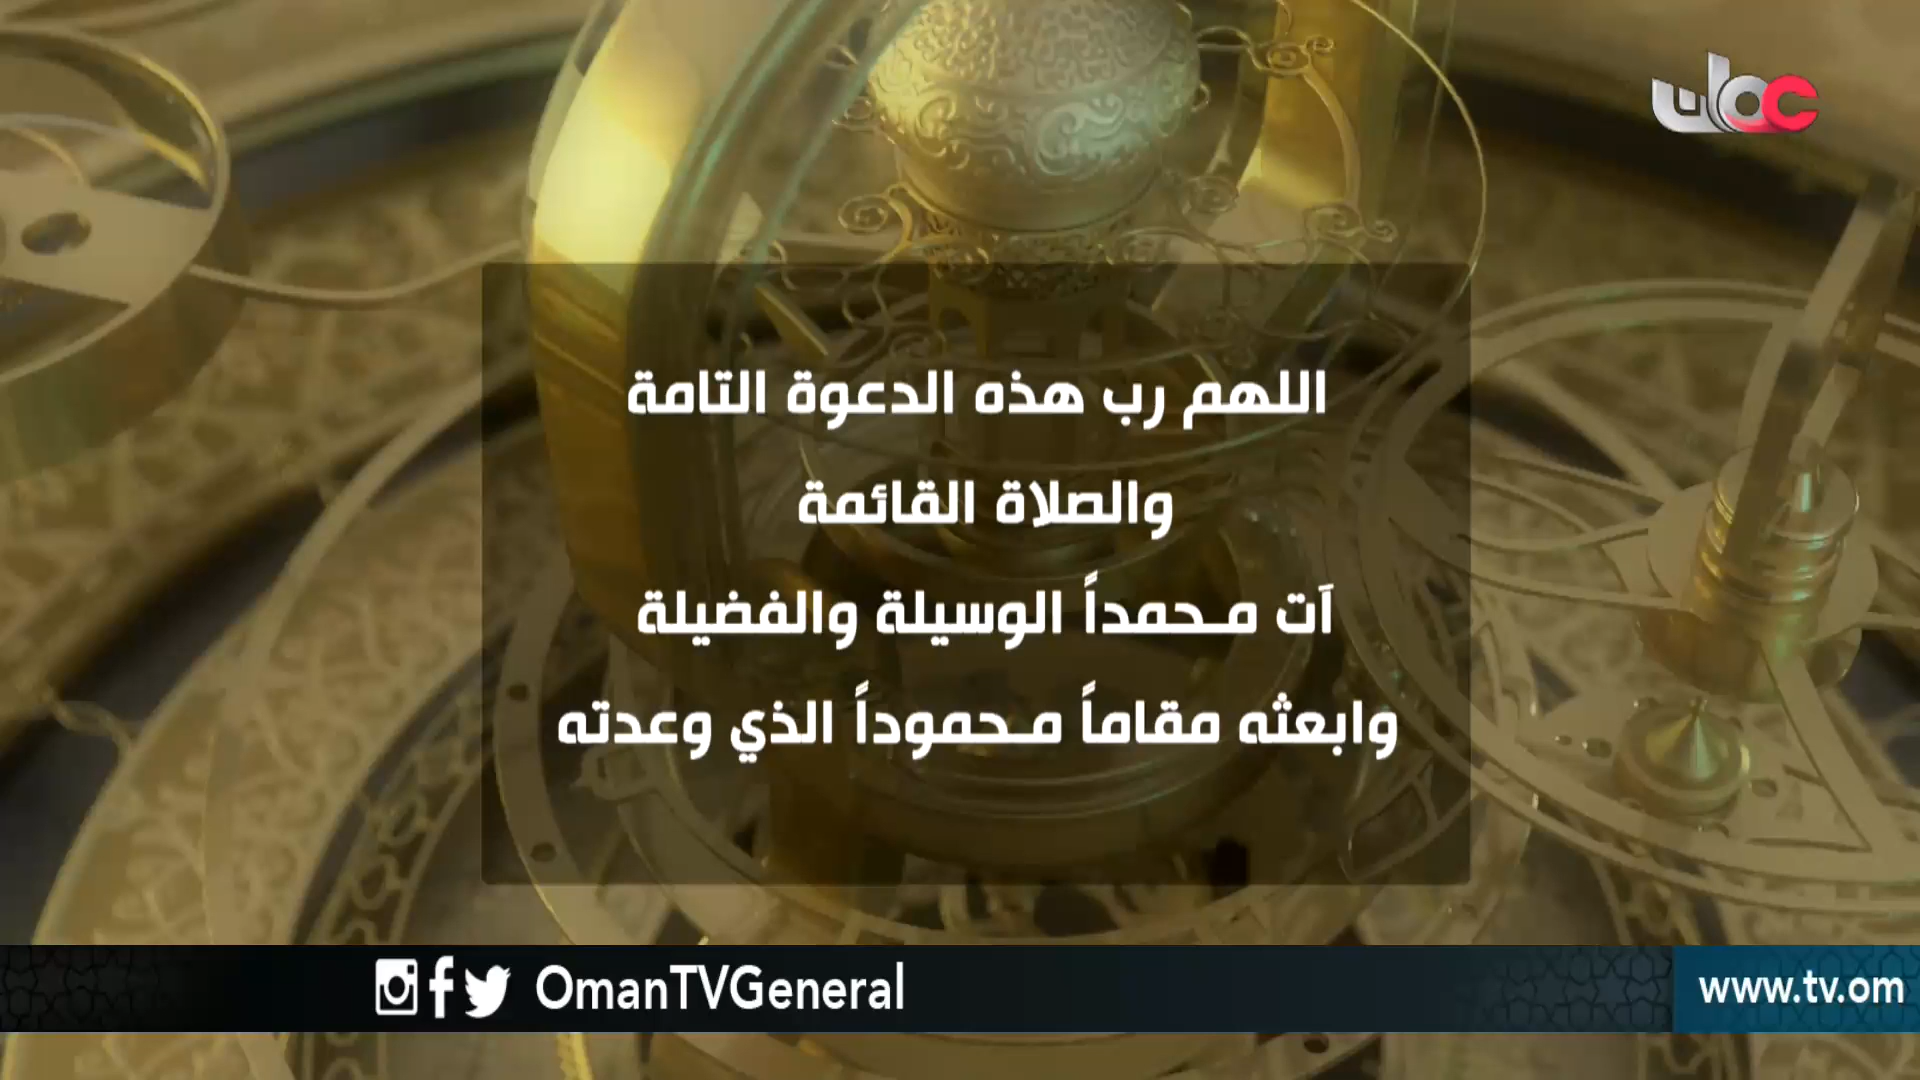 عمان
اللهم رب هذه الدعوة التامة
والصلاة القائمة
آت محمداً الوسيلة والفضيلة
وابعثه مقاماً محموداً الذي وعدته
OmanTVGeneral
www.tv.om